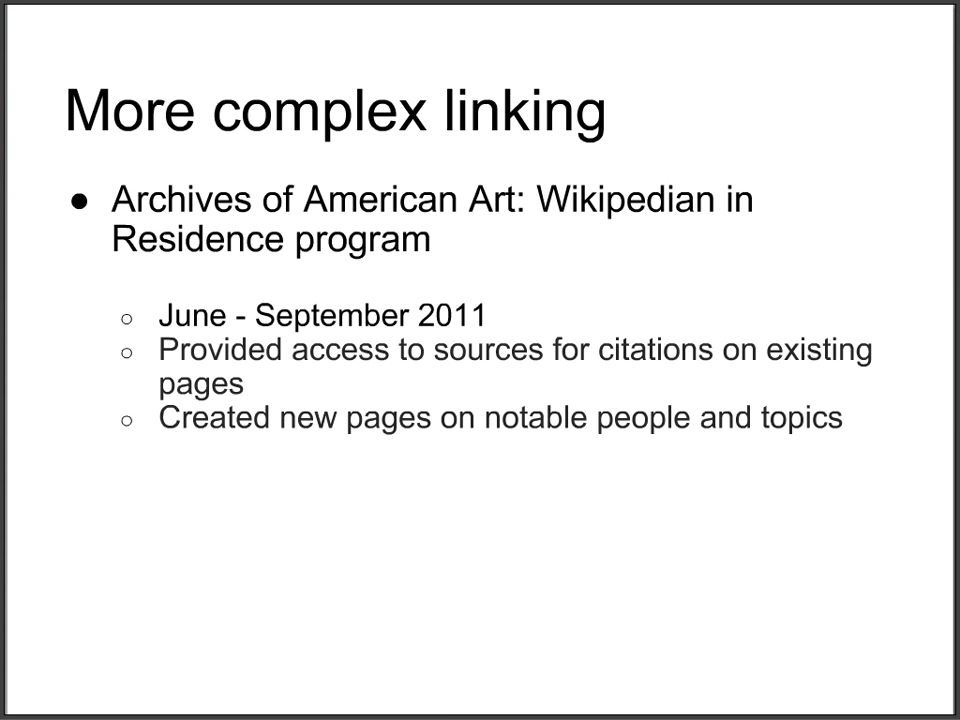 More complex linking
● Archives of American Art: Wikipedian in
Residence program
○ June - September 2011
○ Provided access to sources for citations on existing
pages
○ Created new pages on notable people and topics